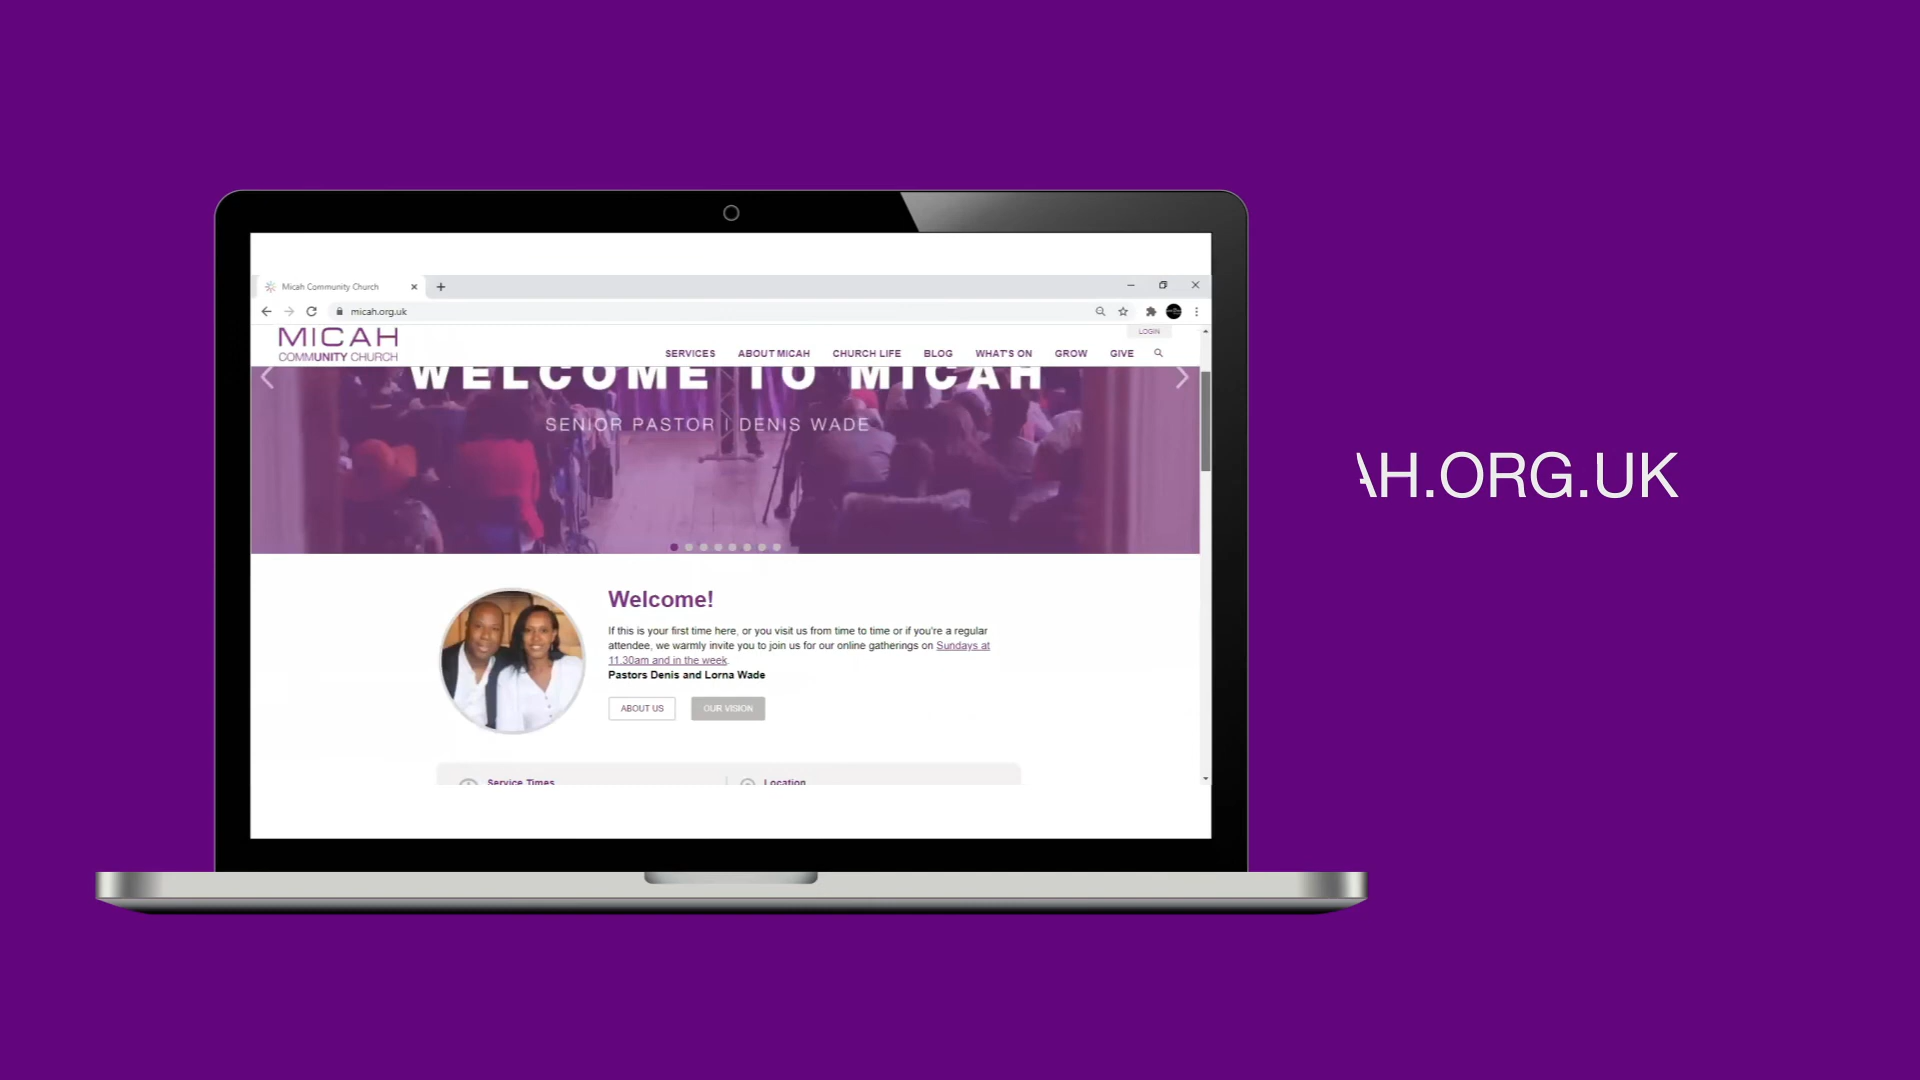 Micah Community Church
micah.org.uk
MICAH
COMMUNITY CHURCH
LOGIN
SERVICES ABOUT MICAH CHURCH LIFE BLOG WHAT'S ON GROW GIVE
WELCOME TO MICAH
SENIOR PASTOR | DENIS WADE
AH.ORG.UK
Welcome!
If this is your first time here, or you visit us from time to time or if you're a regular
attendee, we warmly invite you to join us for our online gatherings on Sundays at
11.30am and in the week.
Pastors Denis and Lorna Wade
ABOUT US OUR VISION
Service Times Location